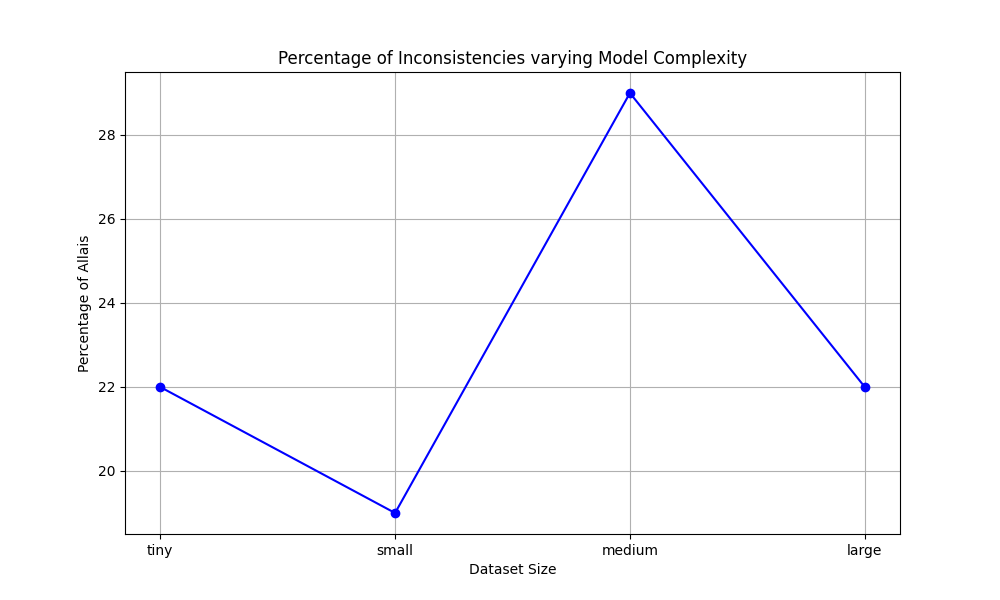 Percentage of Inconsistencies varying Model Complexity
Percentage of Allais
28
26
24
22
20
tiny small medium large
Dataset Size